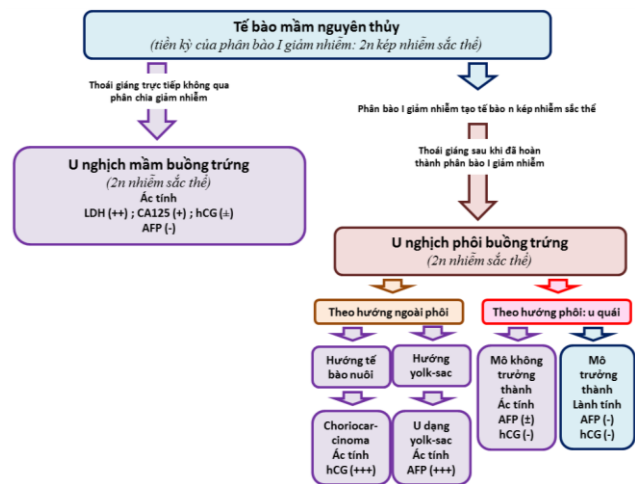 Tế bào mầm nguyên thủy
(tiền kỳ của phân bào I giảm nhiễm: 2n kép nhiễm sắc thể)
Thoái giáng trực tiếp không qua
phân chia giảm nhiễm
Phân bào I giảm nhiễm tạo tế bào n kép nhiễm sắc thể
Thoái giáng sau khi đã hoàn
thành phân bào I giảm nhiễm
U nghịch mầm buồng trứng
(2n nhiễm sắc thể)
Ác tính
LDH (++) ; CA125 (+) ; hCG (±)
AFP (-)
U nghịch phôi buồng trứng
(2n nhiễm sắc thể)
Theo hướng ngoài phôi
Theo hướng phôi: u quái
Hướng tế
bào nuôi
Hướng
yolk-sac
Mô không
trưởng
thành
Ác tính
AFP (±)
hCG (-)
Mô
trưởng
thành
Lành tính
AFP (-)
hCG (-)
Choriocar-
cinoma
Ác tính
hCG (+++)
U dạng
yolk-sac
Ác tính
AFP (+++)